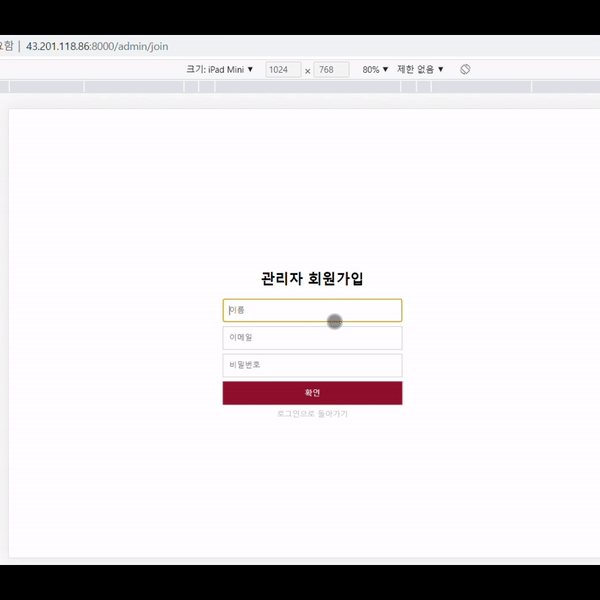 요함 | 43.201.118.86:8000/admin/join
크기: iPad Mini ▼ 1024 x 768 80% ▼ 제한 없음 ▼
관리자 회원가입
이름
이메일
비밀번호
확인
로그인으로 돌아가기